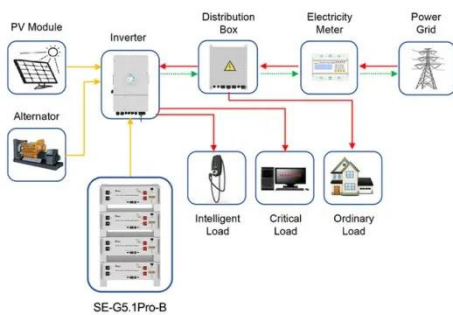 PV Module
Inverter
Distribution
Box
Electricity
Meter
Power
Grid
Alternator
Intelligent
Load
Critical
Load
Ordinary
Load
SE-G5.1Pro-B